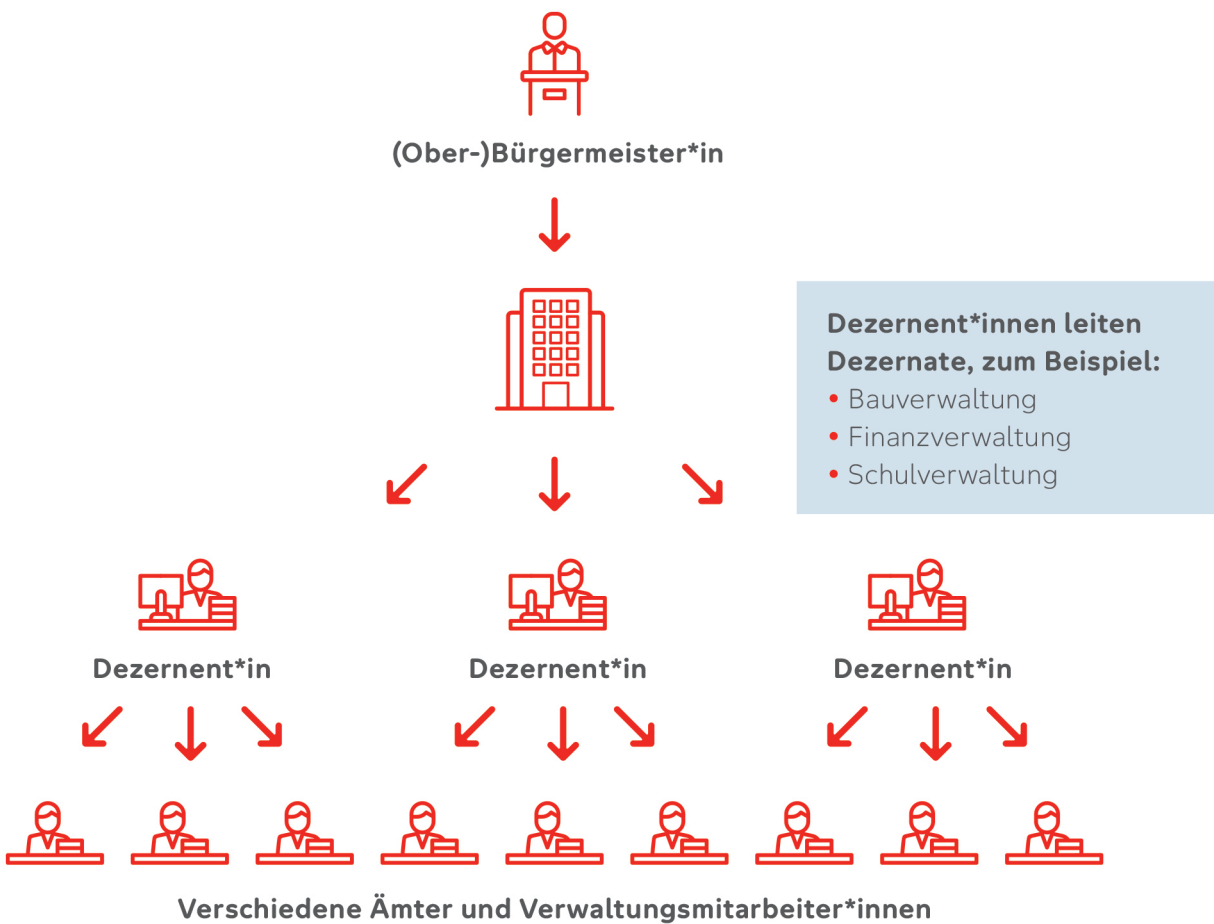 (Ober-)Bürgermeister*in
Dezernent*innen leiten
Dezernate, zum Beispiel:
• Bauverwaltung
• Finanzverwaltung
• Schulverwaltung
Dezernent*in
Dezernent*in
Dezernent*in
Verschiedene Ämter und Verwaltungsmitarbeiter*innen